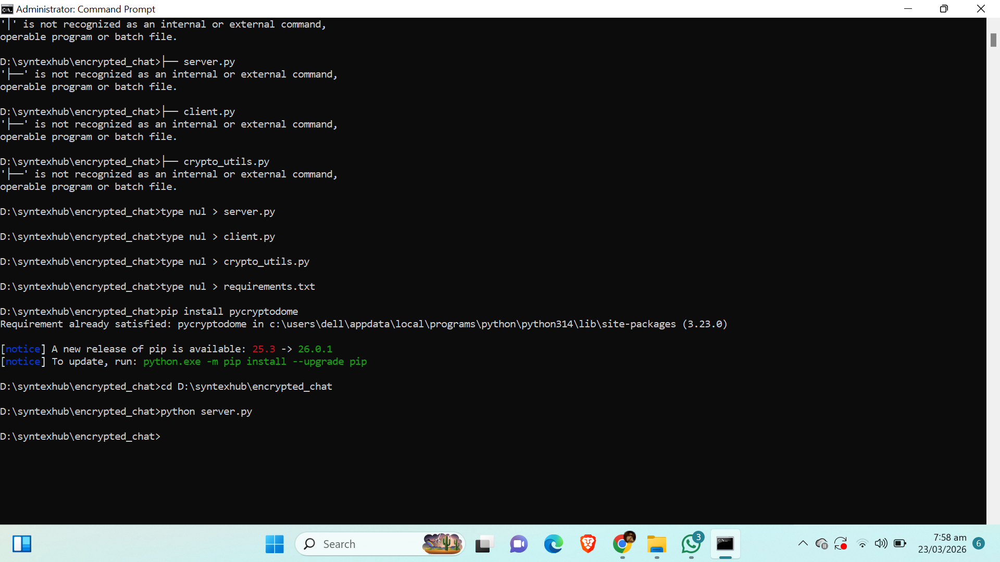 Administrator: Command Prompt
'│' is not recognized as an internal or external command,
operable program or batch file.
D:\syntexhub\encrypted_chat>├── server.py
'├──' is not recognized as an internal or external command,
operable program or batch file.
D:\syntexhub\encrypted_chat>├── client.py
'├──' is not recognized as an internal or external command,
operable program or batch file.
D:\syntexhub\encrypted_chat>├── crypto_utils.py
'├──' is not recognized as an internal or external command,
operable program or batch file.
D:\syntexhub\encrypted_chat>type nul > server.py
D:\syntexhub\encrypted_chat>type nul > client.py
D:\syntexhub\encrypted_chat>type nul > crypto_utils.py
D:\syntexhub\encrypted_chat>type nul > requirements.txt
D:\syntexhub\encrypted_chat>pip install pycryptodome
Requirement already satisfied: pycryptodome in c:\users\dell\appdata\local\programs\python\python314\lib\site-packages (3.23.0)
[notice] A new release of pip is available: 25.3 -> 26.0.1
[notice] To update, run: python.exe -m pip install --upgrade pip
D:\syntexhub\encrypted_chat>cd D:\syntexhub\encrypted_chat
D:\syntexhub\encrypted_chat>python server.py
D:\syntexhub\encrypted_chat>
Search
3
7:58 am
23/03/2026
6